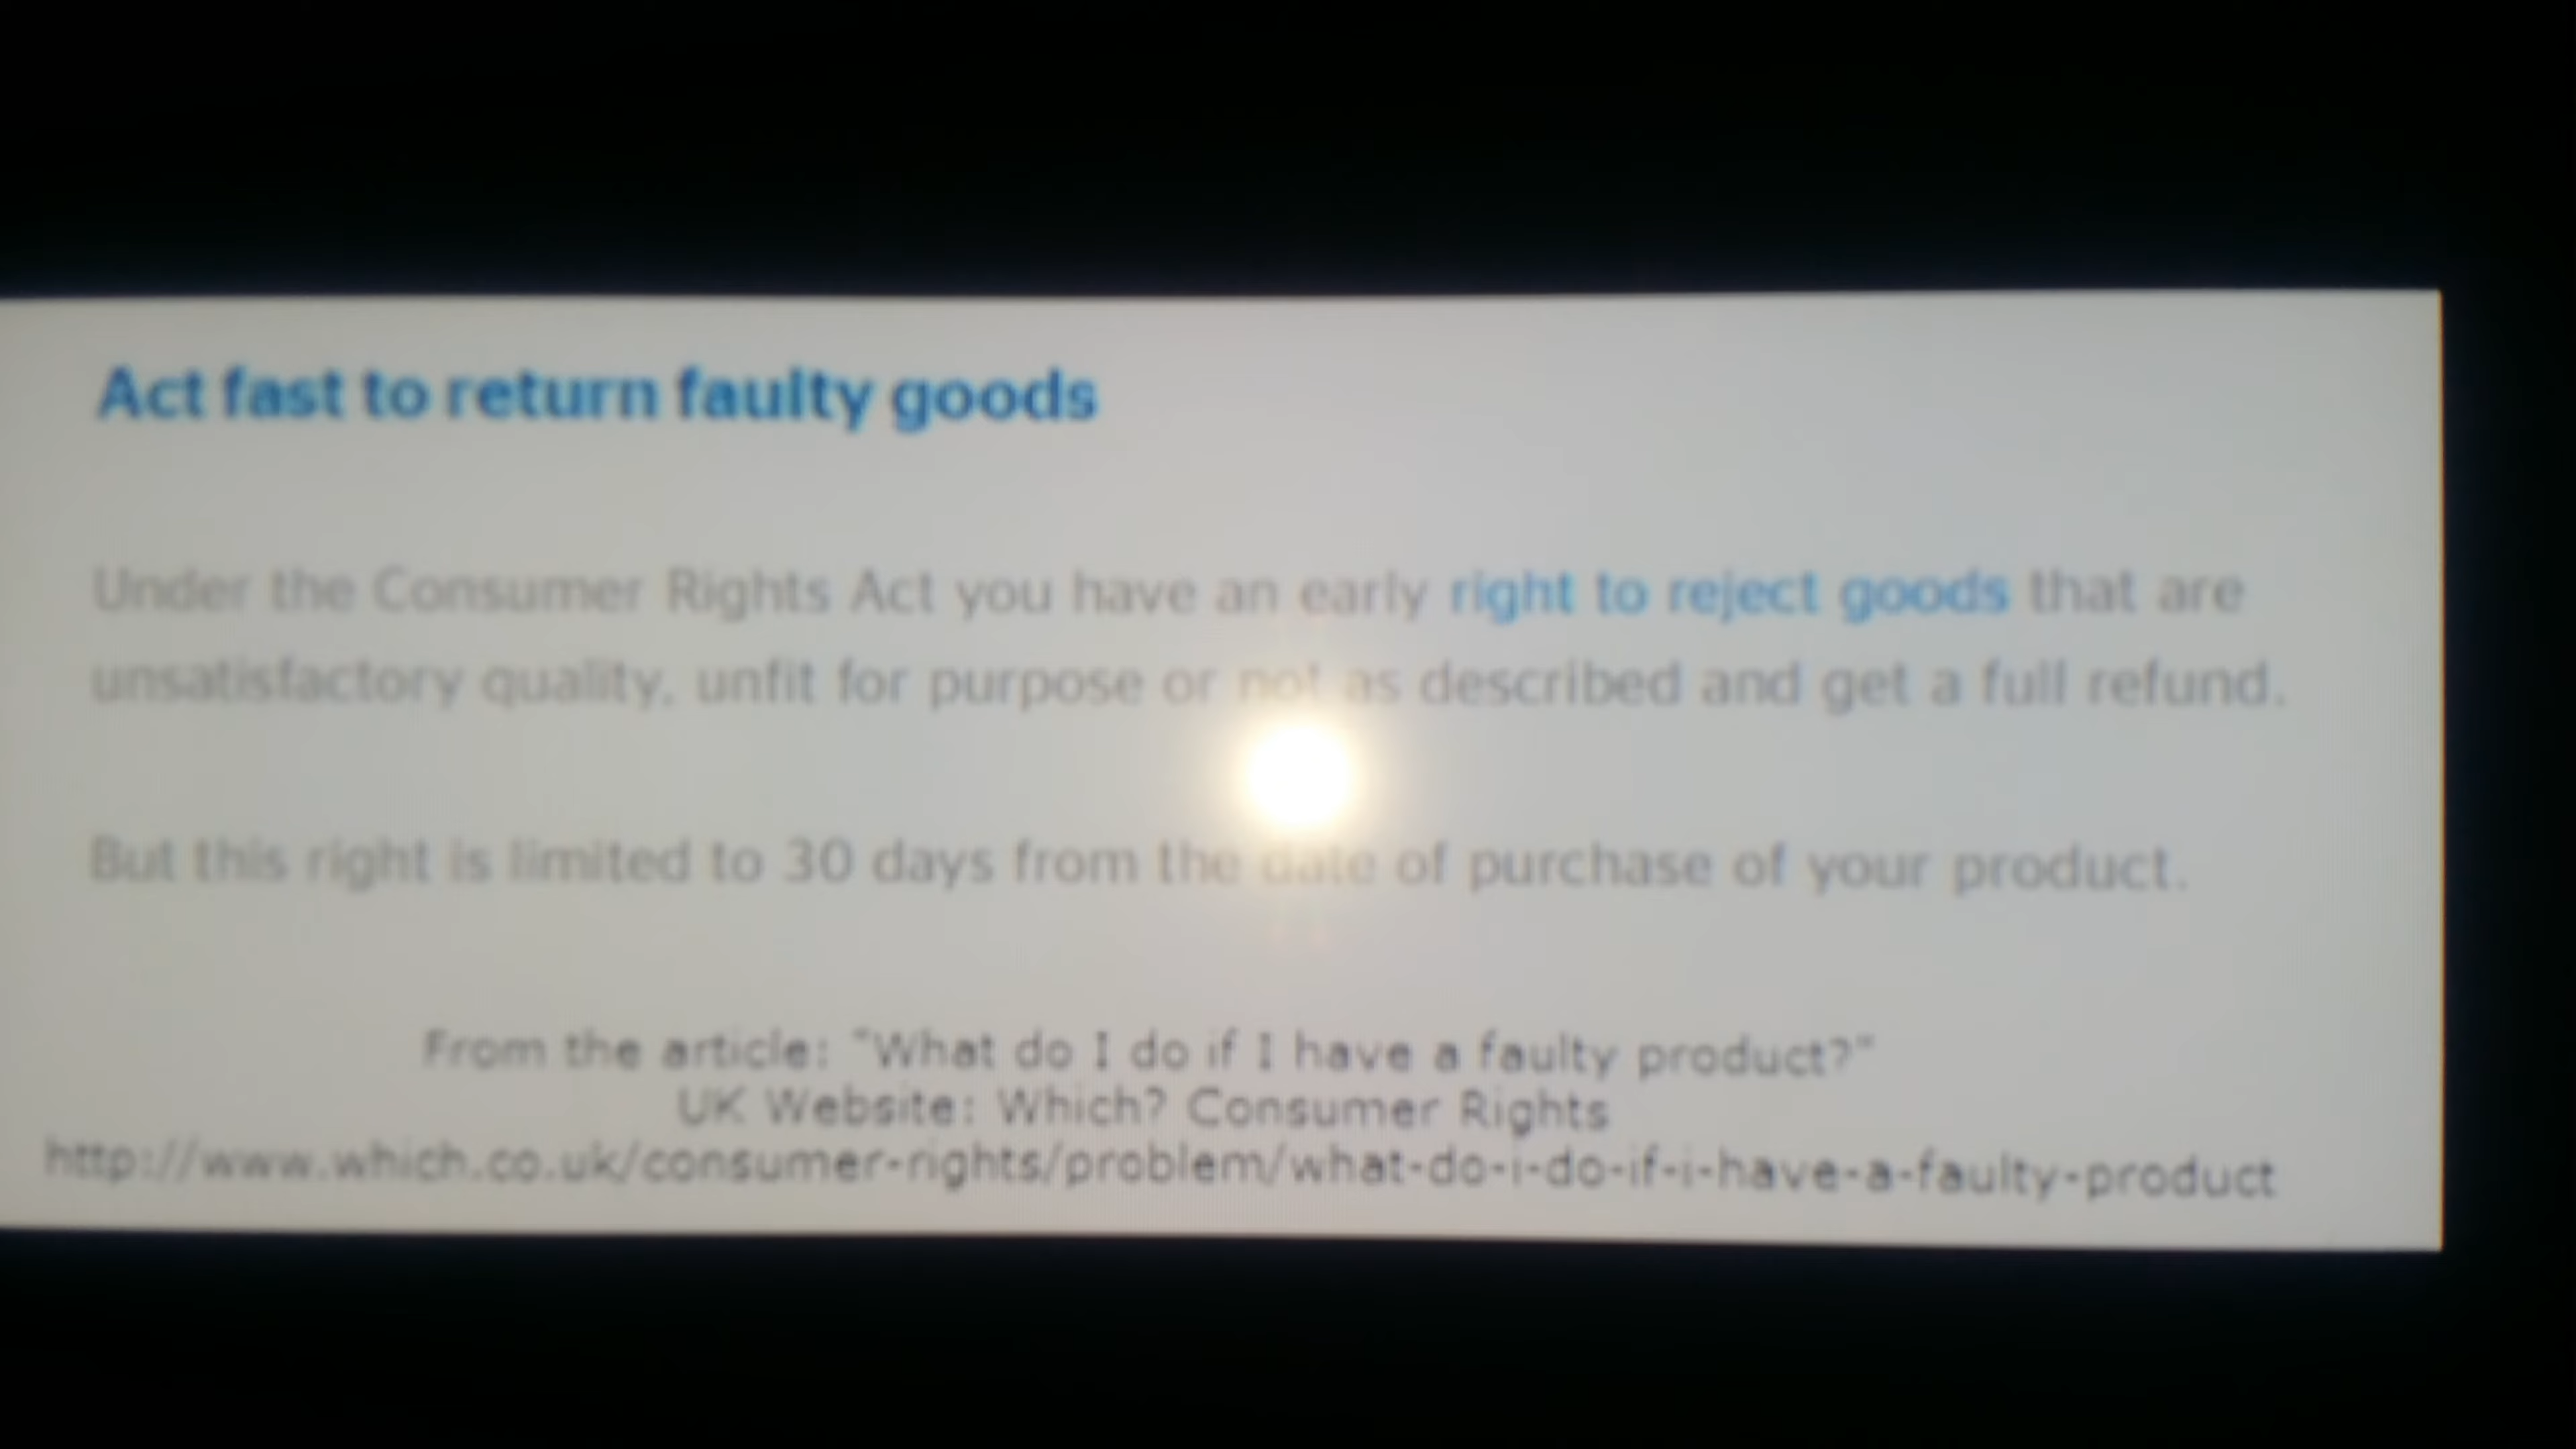 Act fast to return faulty goods
Under the Consumer Rights Act you have an early right to reject goods that are
unsatisfactory quality, unfit for purpose or not as described and get a full refund.
But this right is limited to 30 days from the date of purchase of your product.
From the article: "What do I do if I have a faulty product?"
UK Website: Which? Consumer Rights
http://www.which.co.uk/consumer-rights/problem/what-do-i-do-if-i-have-a-faulty-product